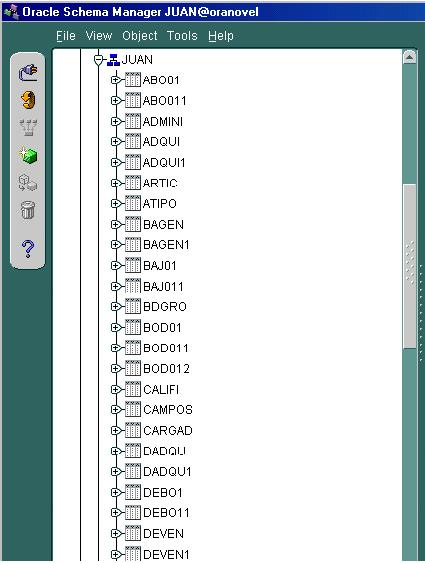 Oracle Schema Manager JUAN@oranovel
File View Object Tools Help
JUAN
ABO01
ABO011
ADMINI
ADQUI
ADQUI1
ARTIC
ATIPO
BAGEN
BAGEN1
BAJ01
BAJ011
BDGRO
BOD01
BOD011
BOD012
CALIFI
CAMPOS
CARGAD
DADQU
DADQU1
DEBO1
DEBO11
DEVEN
DEVEN1